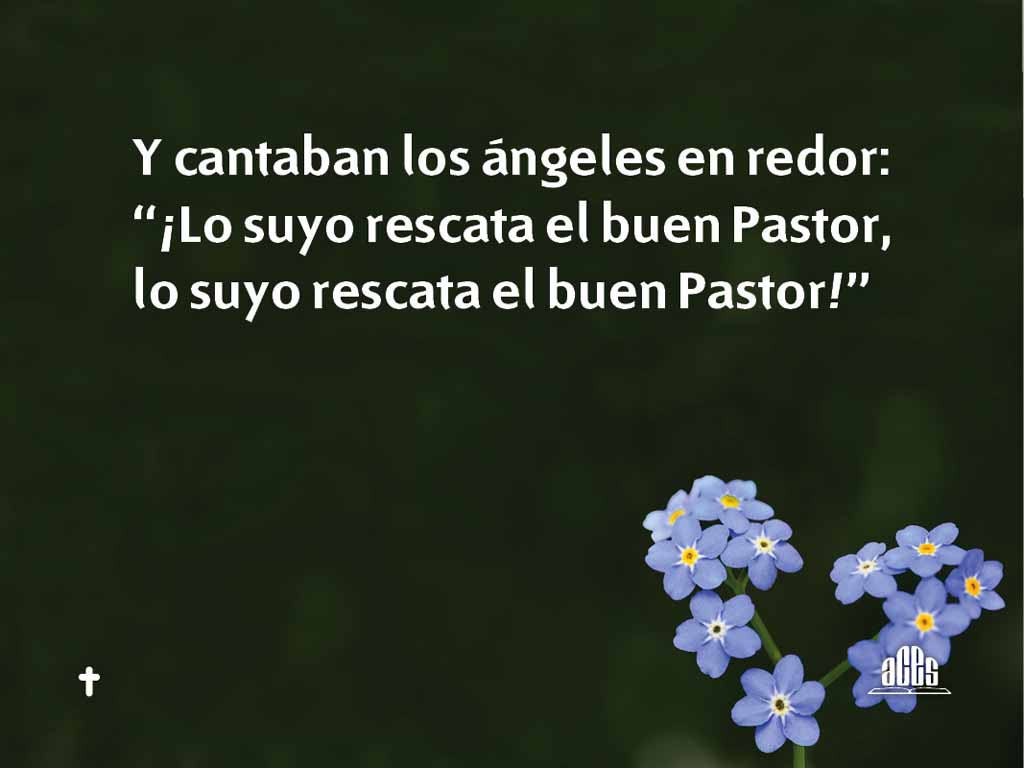 Y cantaban los ángeles en redor:
“¡Lo suyo rescata el buen Pastor,
lo suyo rescata el buen Pastor!”
aces